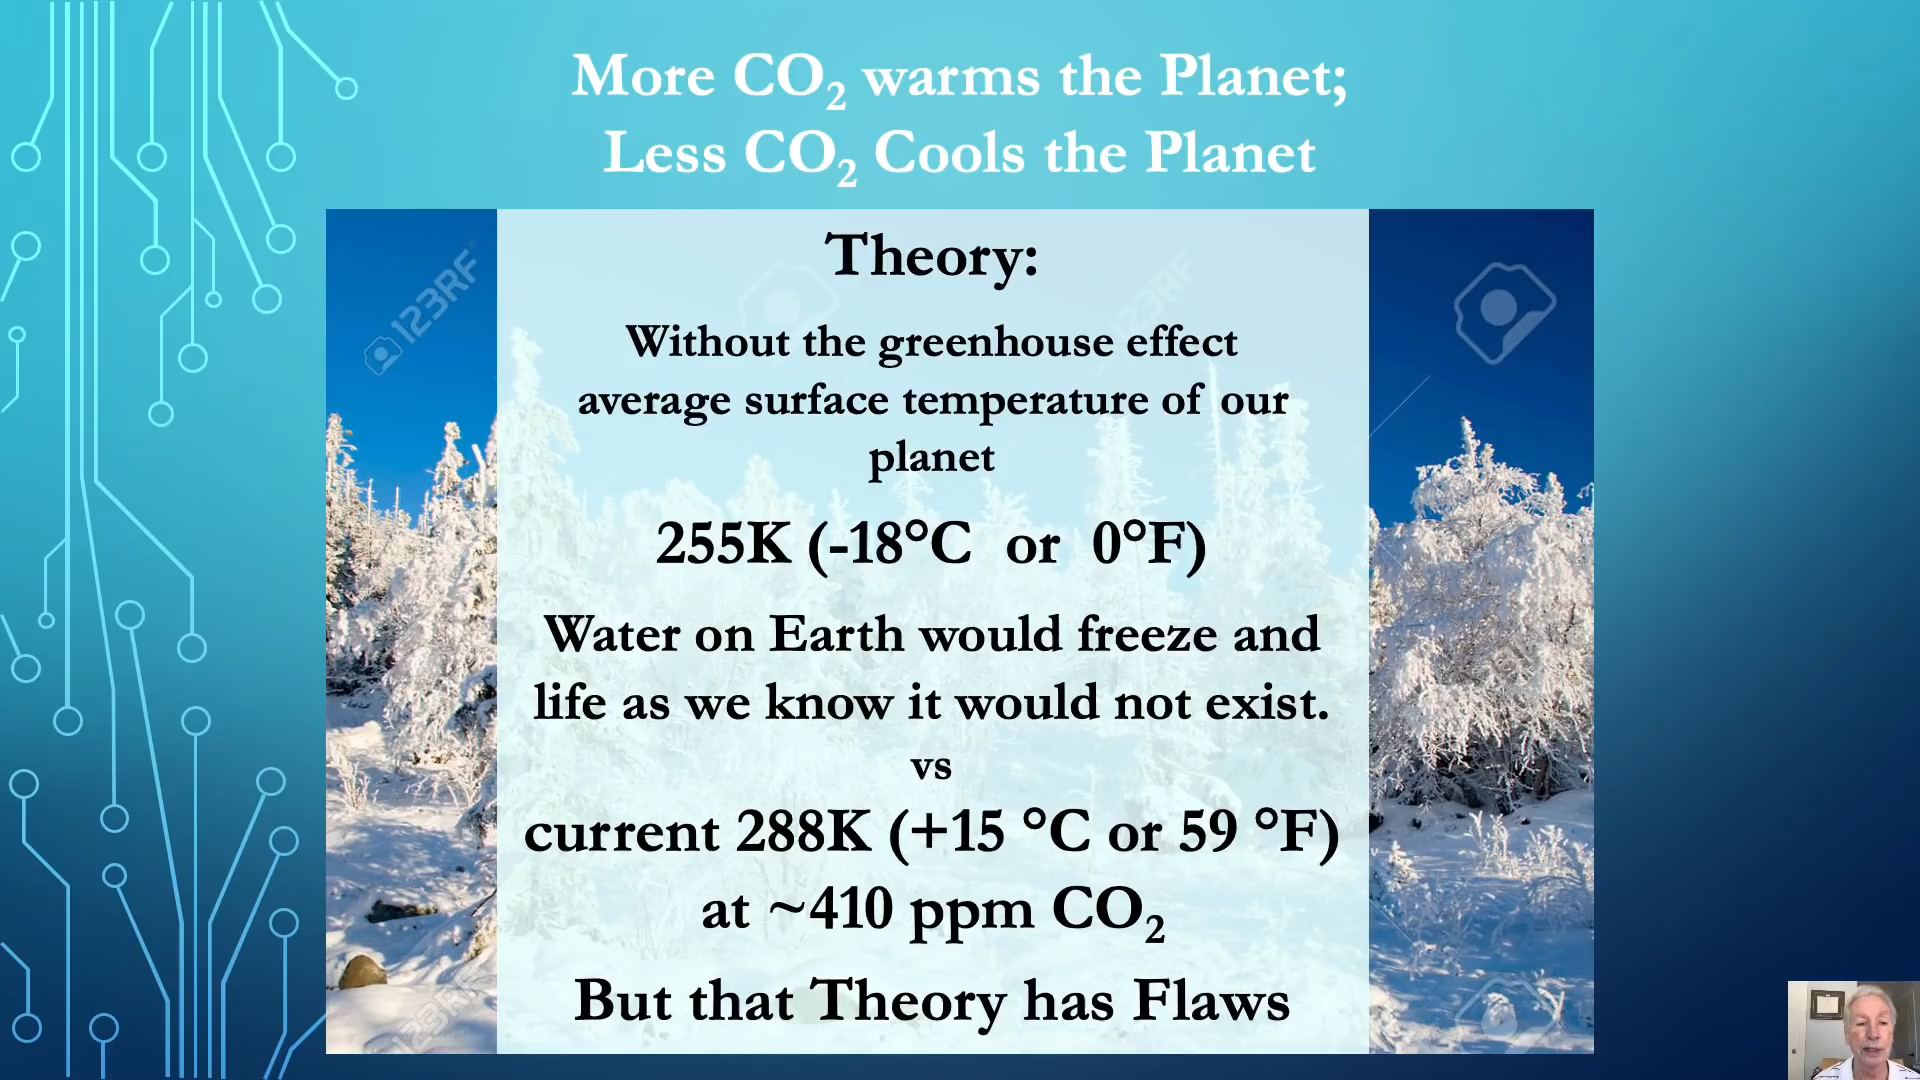 More CO₂ warms the Planet;
Less CO₂ Cools the Planet
Theory:
Without the greenhouse effect
average surface temperature of our
planet
255K (-18°C or 0°F)
Water on Earth would freeze and
life as we know it would not exist.
vs
current 288K (+15 °C or 59 °F)
at ~410 ppm CO₂
But that Theory has Flaws
123RF
123RF
123RF